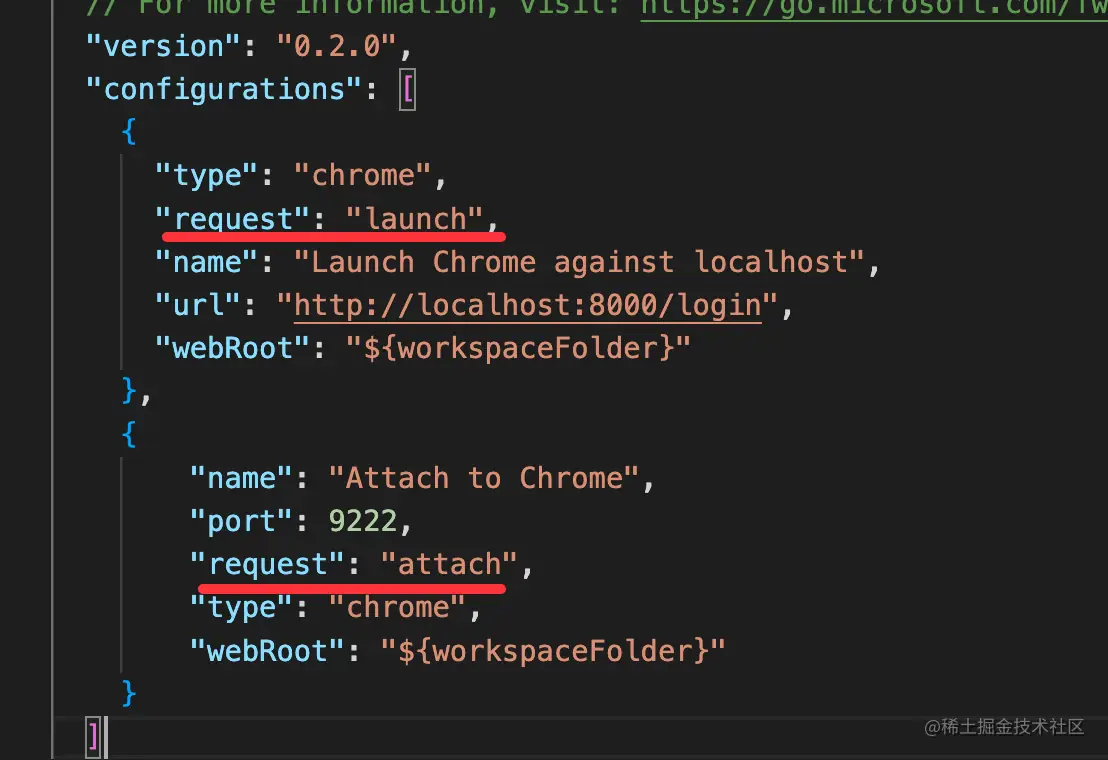 // For more information, visit: https://go.microsoft.com/fw
"version": "0.2.0",
"configurations": [
{
"type": "chrome",
"request": "launch",
"name": "Launch Chrome against localhost",
"url": "http://localhost:8000/login",
"webRoot": "${workspaceFolder}"
},
{
"name": "Attach to Chrome",
"port": 9222,
"request": "attach",
"type": "chrome",
"webRoot": "${workspaceFolder}"
}
]
@稀土掘金技术社区